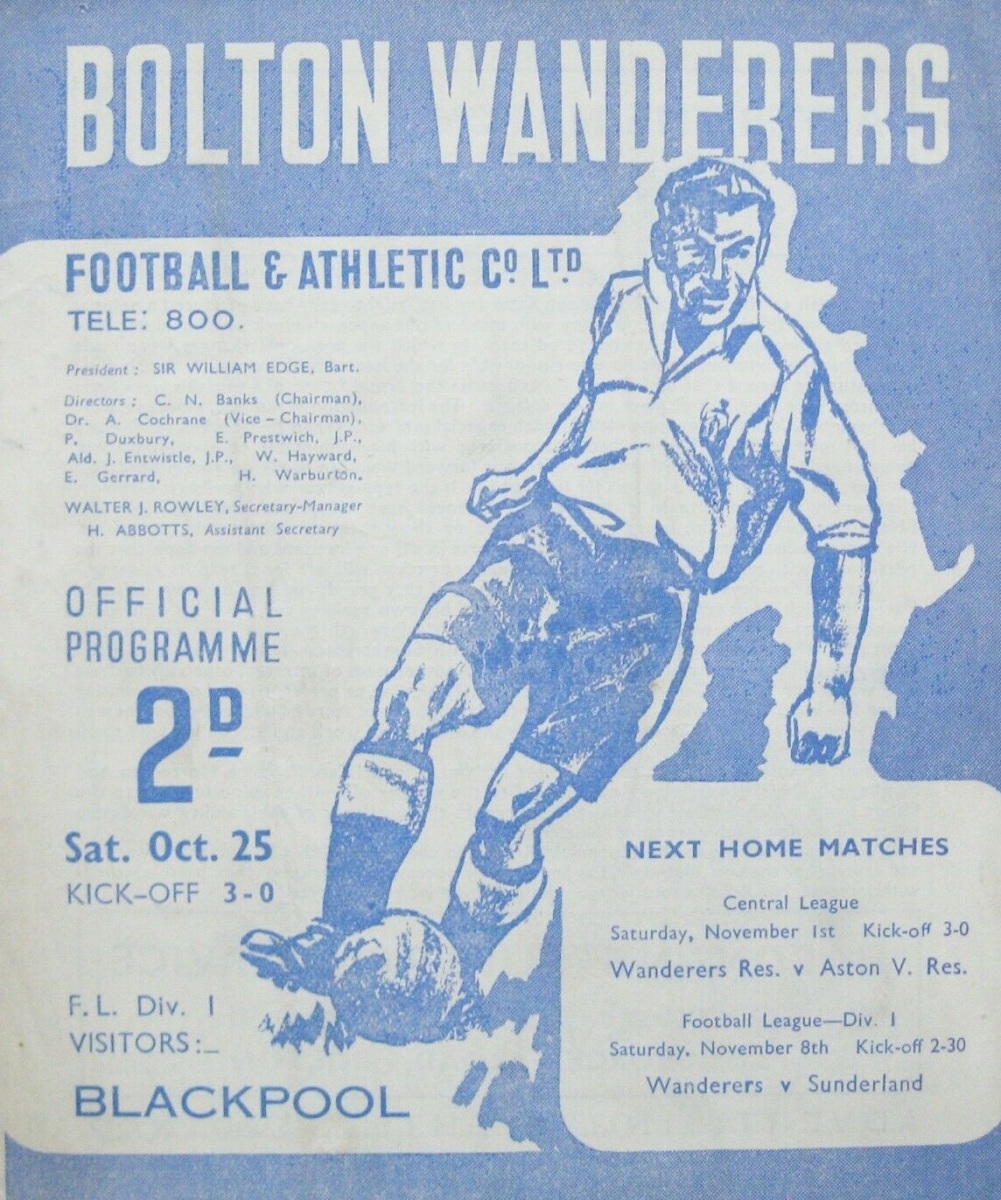 BOLTON WANDERERS
FOOTBALL & ATHLETIC Cº LTD
TELE: 800.
President: SIR WILLIAM EDGE, Bart.
Directors: C. N. Banks (Chairman),
Dr. A. Cochrane (Vice-Chairman),
P. Duxbury, E. Prestwich, J.P.,
Ald. J. Entwistle, J.P., W. Hayward,
E. Gerrard, H. Warburton.
WALTER J. ROWLEY, Secretary-Manager
H. ABBOTTS, Assistant Secretary
OFFICIAL
PROGRAMME
2D
Sat. Oct. 25
KICK-OFF 3-0
F.L. Div. I
VISITORS:_
BLACKPOOL
NEXT HOME MATCHES
Central League
Saturday, November 1st Kick-off 3-0
Wanderers Res. v Aston V. Res.
Football League—Div. I
Saturday, November 8th Kick-off 2-30
Wanderers v Sunderland